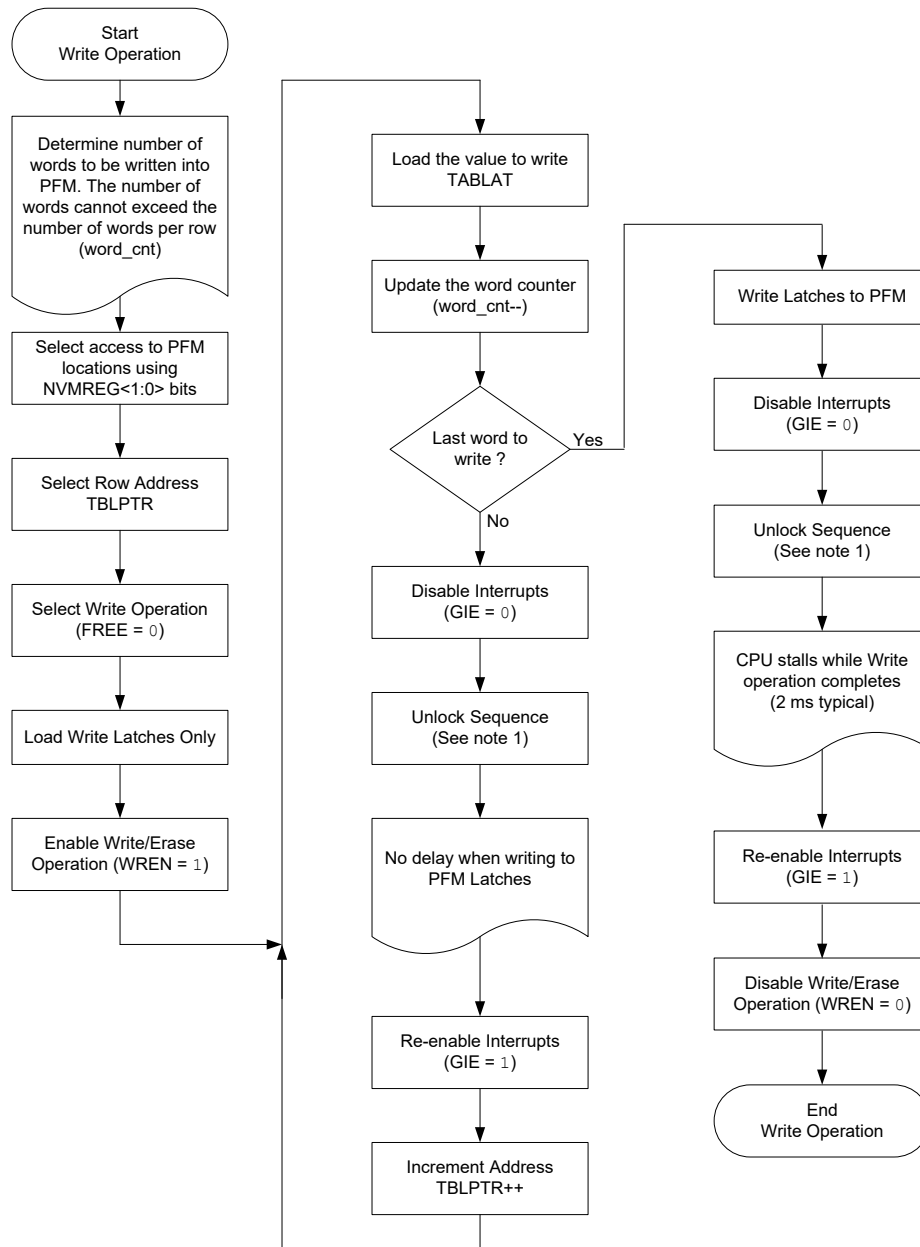 Start
Write Operation
Determine number of
words to be written into
PFM. The number of
words cannot exceed the
number of words per row
(word_cnt)
Select access to PFM
locations using
NVMREG<1:0> bits
Select Row Address
TBLPTR
Select Write Operation
(FREE = 0)
Load Write Latches Only
Enable Write/Erase
Operation (WREN = 1)
Load the value to write
TABLAT
Update the word counter
(word_cnt--)
Last word to
write ?
Yes
No
Disable Interrupts
(GIE = 0)
Unlock Sequence
(See note 1)
No delay when writing to
PFM Latches
Re-enable Interrupts
(GIE = 1)
Increment Address
TBLPTR++
Write Latches to PFM
Disable Interrupts
(GIE = 0)
Unlock Sequence
(See note 1)
CPU stalls while Write
operation completes
(2 ms typical)
Re-enable Interrupts
(GIE = 1)
Disable Write/Erase
Operation (WREN = 0)
End
Write Operation